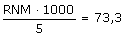 RNM · 1000
5
= 73,3